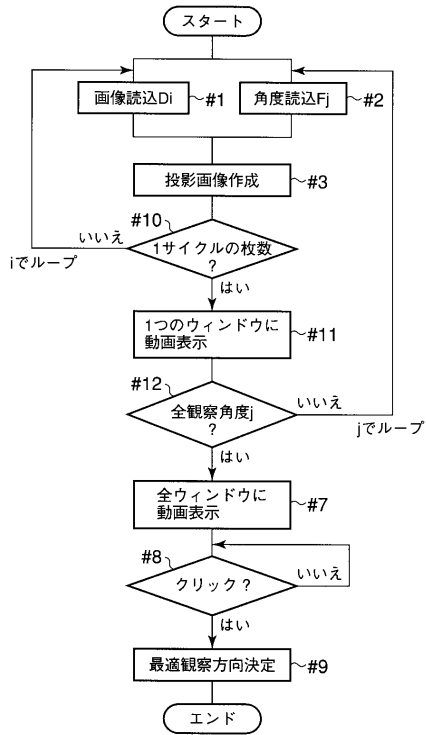 スタート
画像読込Di
#1
角度読込Fj
#2
投影画像作成
#3
#10
いいえ
1サイクルの枚数
?
iでループ
はい
1つのウィンドウに
動画表示
#11
#12
全観察角度j
?
いいえ
jでループ
はい
全ウィンドウに
動画表示
#7
#8
クリック?
いいえ
はい
最適観察方向決定
#9
エンド